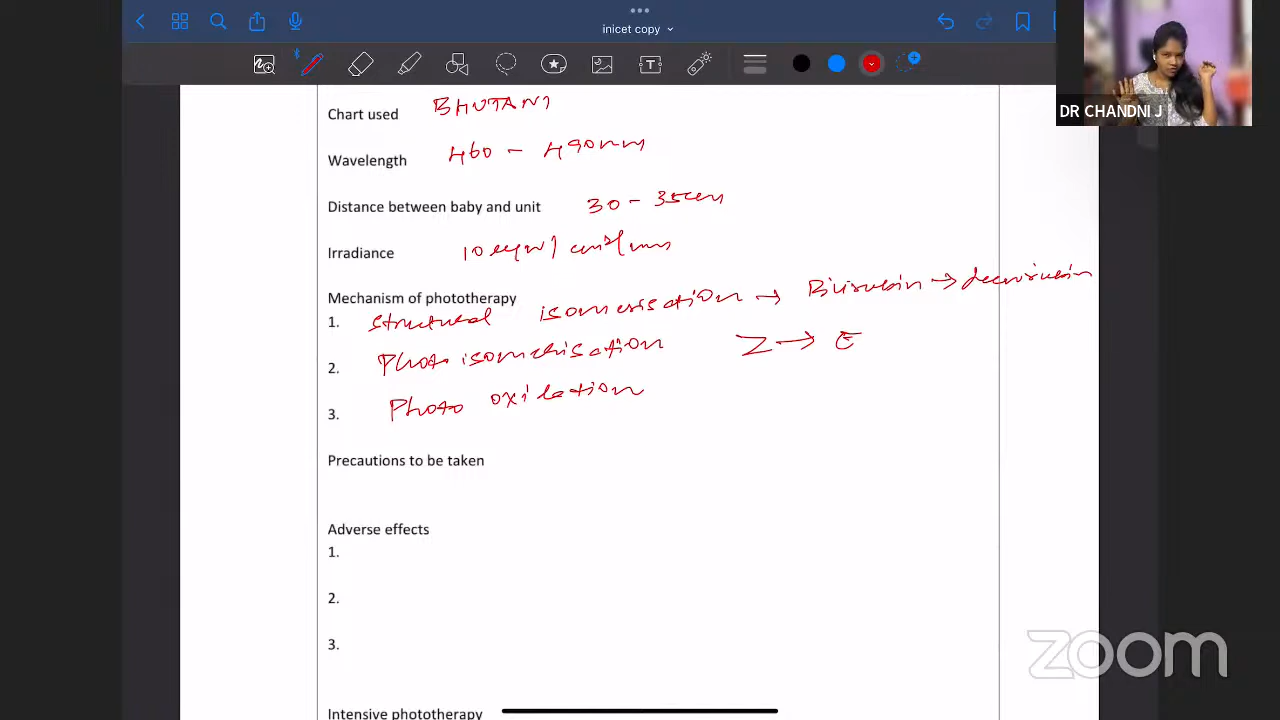 inicet copy
DR CHANDNI J
Chart used BHUTANI
Wavelength 460 - 490nm
Distance between baby and unit 30 - 35cm
Irradiance 10
Mechanism of phototherapy
1. Structural isomerisation → Bilirubin →
2. Photo isomerisation Z → E
3. Photo oxidation
Precautions to be taken
Adverse effects
1.
2.
3.
zoom
Intensive phototherapy